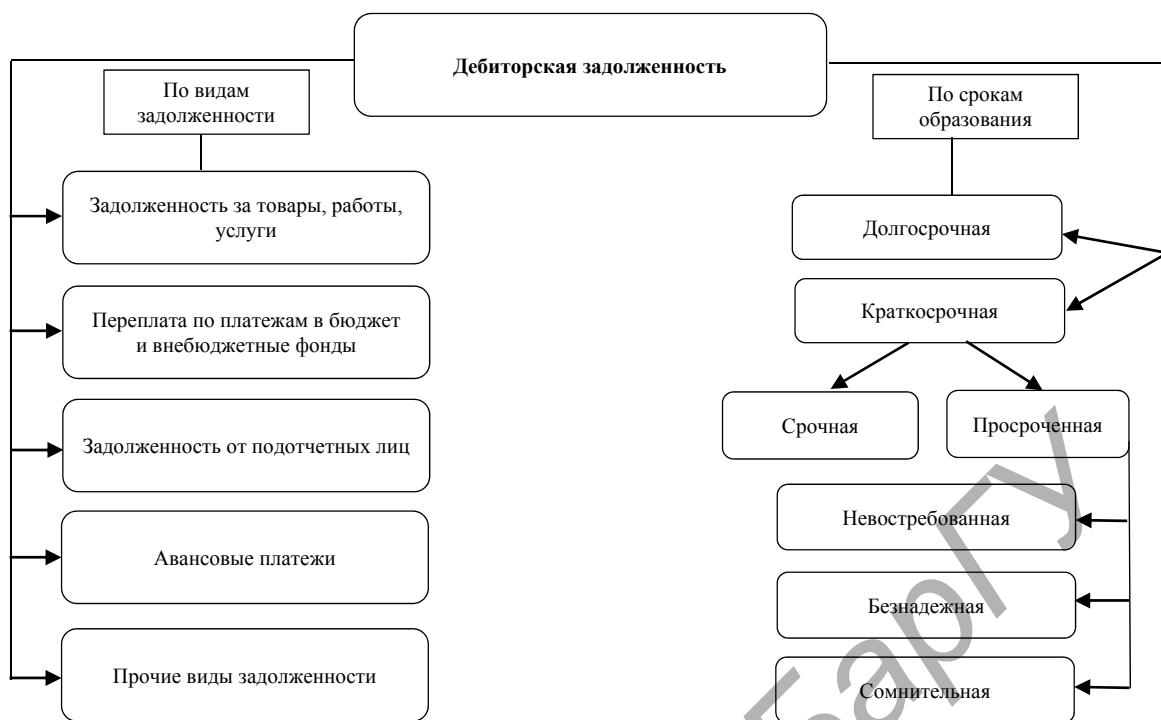 Дебиторская задолженность
По видам
задолженности
Задолженность за товары, работы,
услуги
Переплата по платежам в бюджет
и внебюджетные фонды
Задолженность от подотчетных лиц
Авансовые платежи
Прочие виды задолженности
По срокам
образования
Долгосрочная
Краткосрочная
Срочная
Просроченная
Невостребованная
Безнадежная
Сомнительная
БарГУ